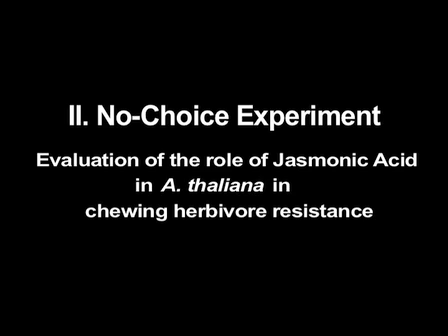 II. No-Choice Experiment
Evaluation of the role of Jasmonic Acid
in A. thaliana in
chewing herbivore resistance